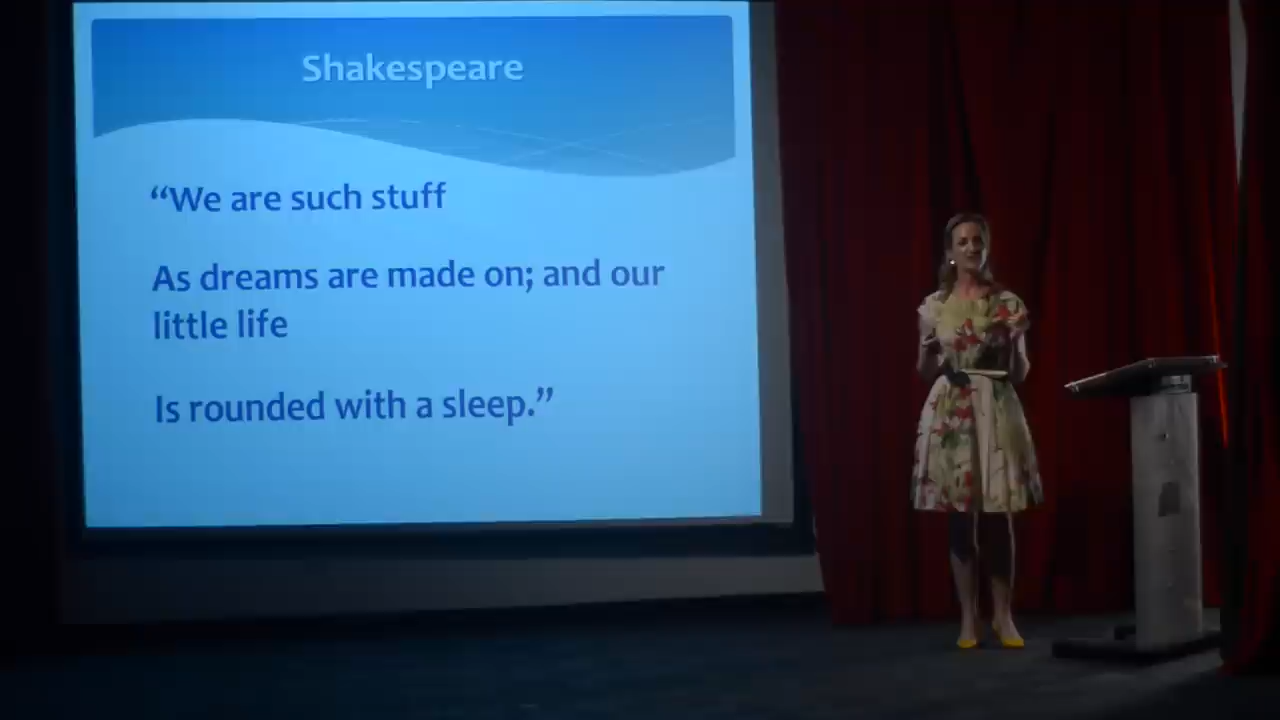 Shakespeare
“We are such stuff
As dreams are made on; and our
little life
Is rounded with a sleep.”